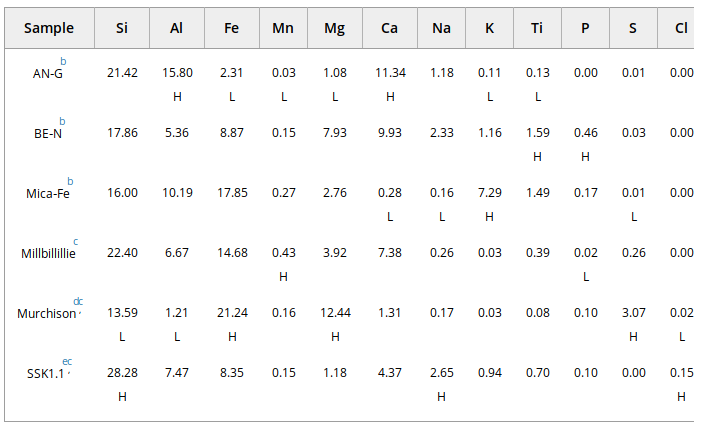 Sample Si Al Fe Mn Mg Ca Na K Ti P S Cl
AN-G b 21.42 15.80 2.31 0.03 1.08 11.34 1.18 0.11 0.13 0.00 0.01 0.00
H L L L H L L
BE-N b 17.86 5.36 8.87 0.15 7.93 9.93 2.33 1.16 1.59 0.46 0.03 0.00
H H
Mica-Fe b 16.00 10.19 17.85 0.27 2.76 0.28 0.16 7.29 1.49 0.17 0.01 0.00
L L H L
Millbillillie c 22.40 6.67 14.68 0.43 3.92 7.38 0.26 0.03 0.39 0.02 0.26 0.00
H L
Murchison dc, 13.59 1.21 21.24 0.16 12.44 1.31 0.17 0.03 0.08 0.10 3.07 0.02
L L H H H L
SSK1.1 ec, 28.28 7.47 8.35 0.15 1.18 4.37 2.65 0.94 0.70 0.10 0.00 0.15
H H H